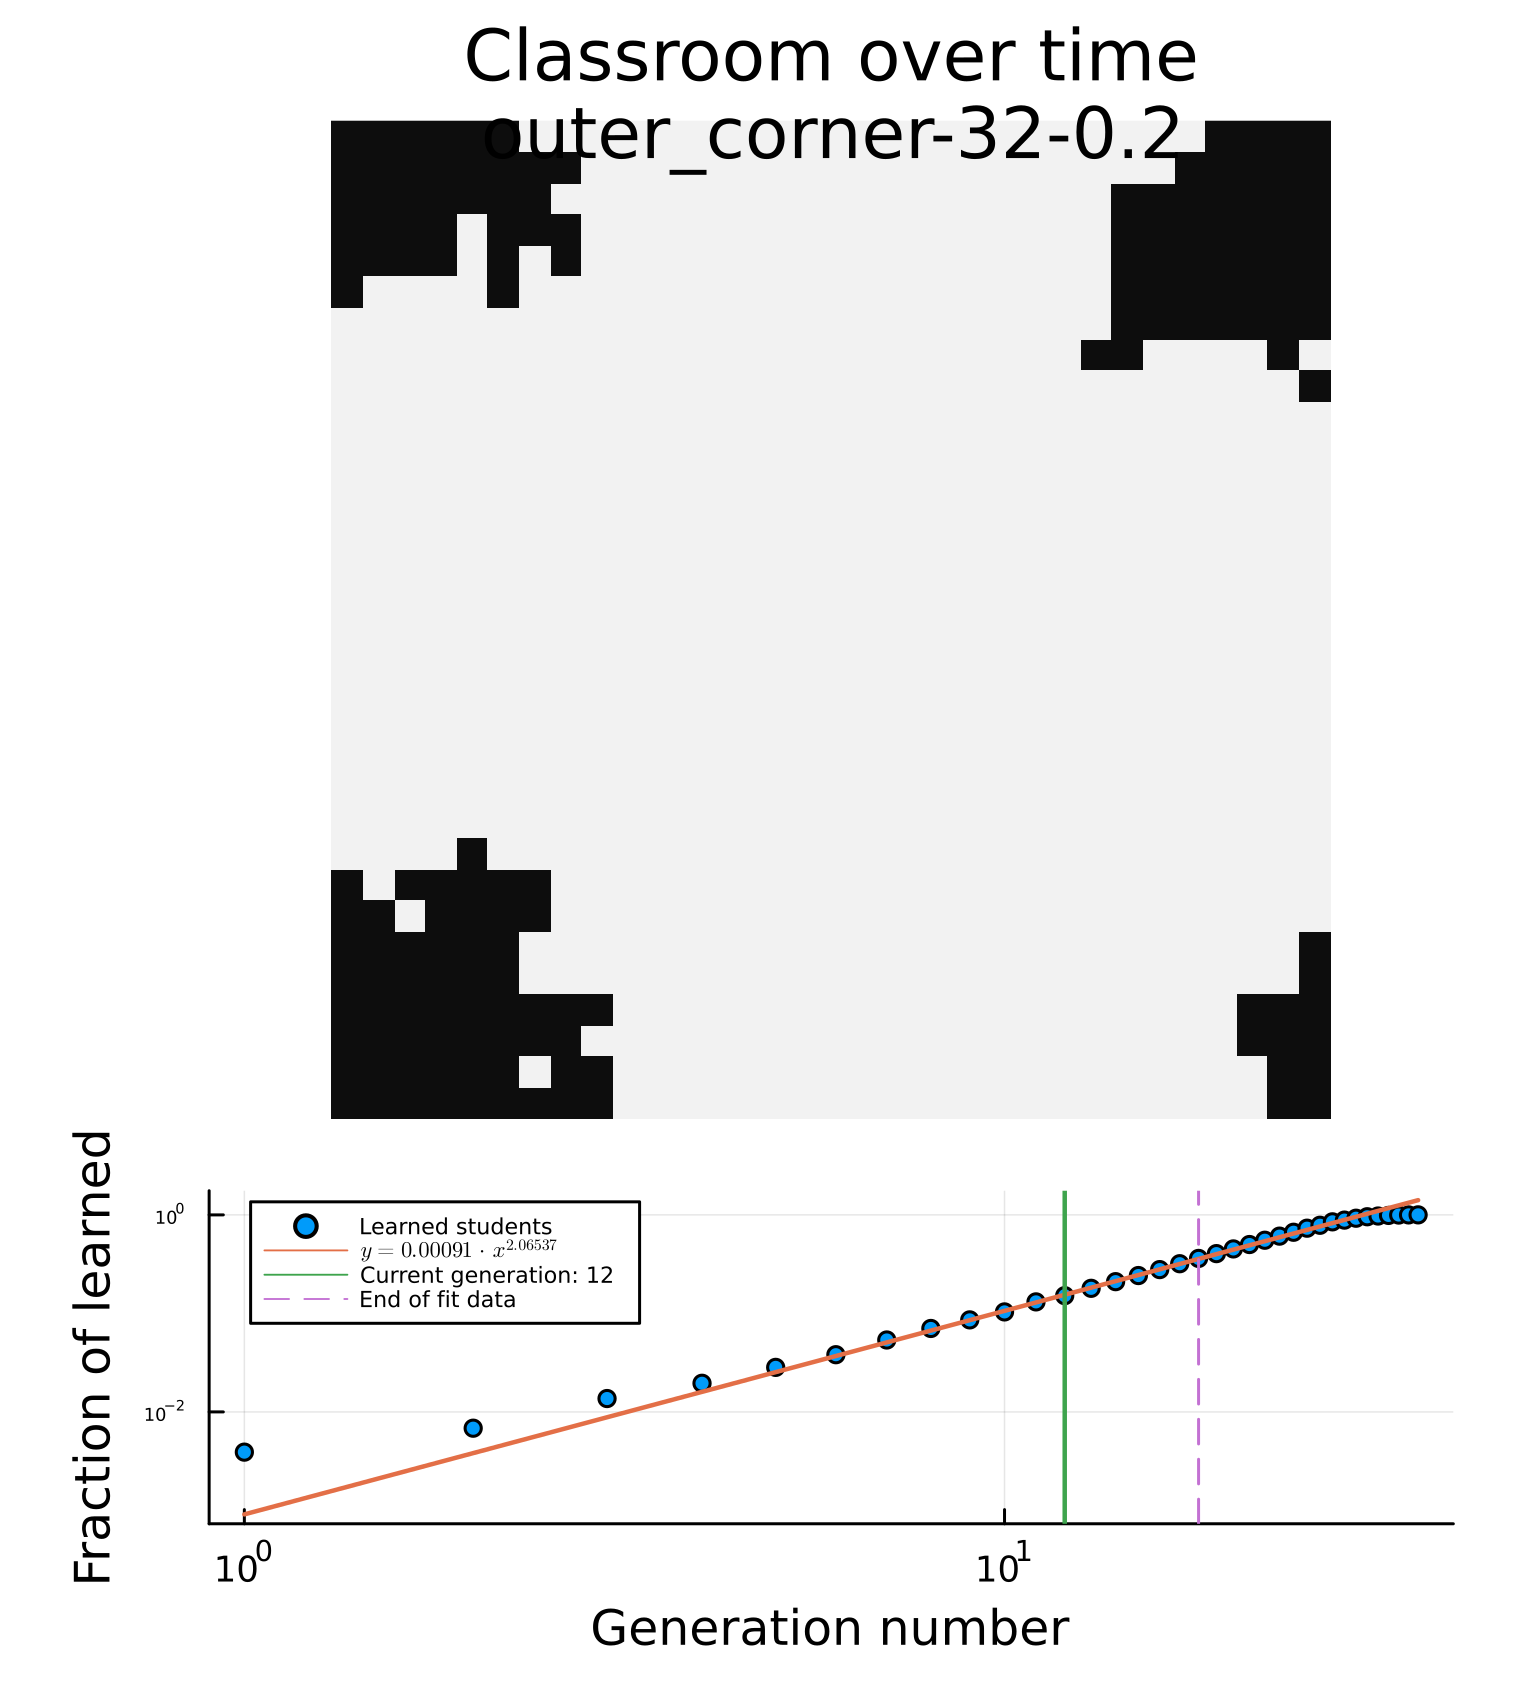 Classroom over time
outer_corner-32-0.2
Fraction of learned
10^0
10^-2
Learned students
y = 0.00091 · x^2.06537
Current generation: 12
End of fit data
10^0
10^1
Generation number